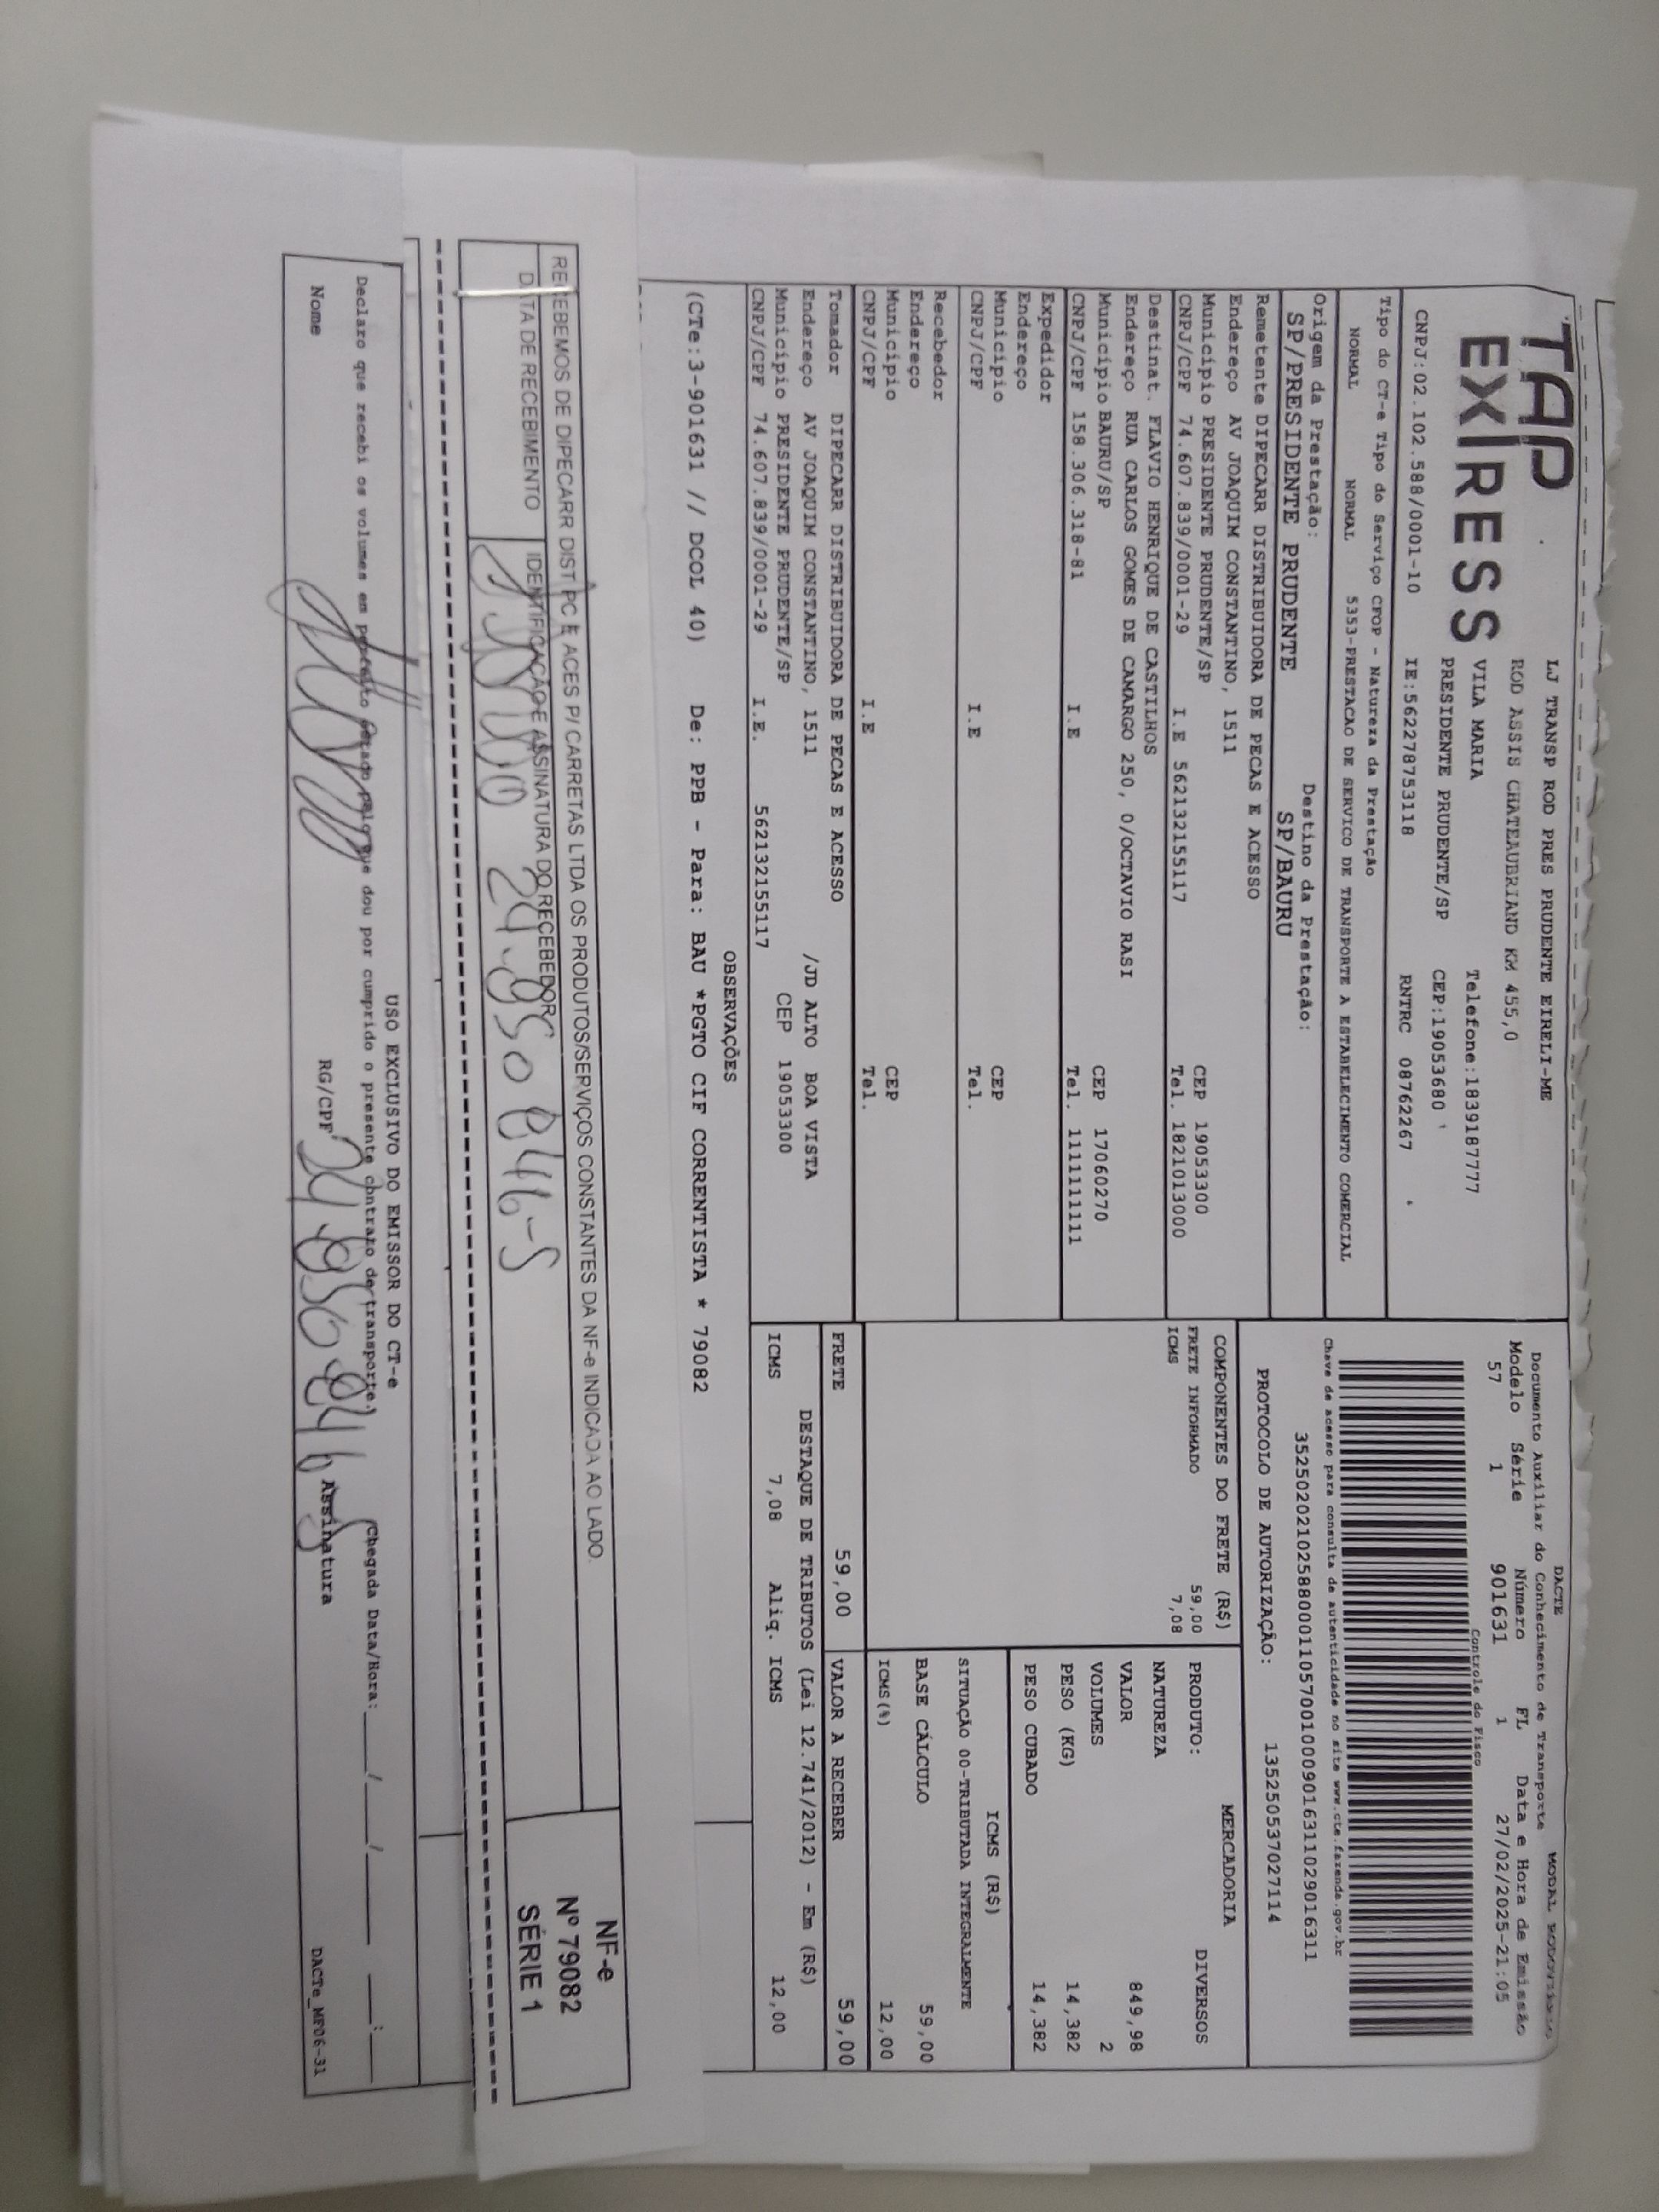 TAP
EXPRESS
LJ TRANSP ROD PRES PRUDENTE EIRELI-ME
ROD ASSIS CHATEAUBRIAND KM 455,0
VILA MARIA Telefone:1839187777
PRESIDENTE PRUDENTE/SP CEP:19053680
CNPJ:02.102.588/0001-10 IE:562278753118 RNTRC 08762267
DACTE MODAL RODOVIÁRIO
Documento Auxiliar do Conhecimento de Transporte
Modelo Série Número FL Data e Hora de Emissão
57 1 901631 1 27/02/2025-21:05
Controle do Fisco
Chave de acesso para consulta de autenticidade no site www.cte.fazenda.gov.br
35250202102588000110570010009016311029016311
PROTOCOLO DE AUTORIZAÇÃO: 135250537027114
Tipo do CT-e Tipo do Serviço CFOP - Natureza da Prestação
NORMAL NORMAL 5353-PRESTACAO DE SERVICO DE TRANSPORTE A ESTABELECIMENTO COMERCIAL
Origem da Prestação: Destino da Prestação:
SP/PRESIDENTE PRUDENTE SP/BAURU
Remetente DIPECARR DISTRIBUIDORA DE PECAS E ACESSO
Endereço AV JOAQUIM CONSTANTINO, 1511
Município PRESIDENTE PRUDENTE/SP CEP 19053300
CNPJ/CPF 74.607.839/0001-29 I.E 562132155117 Tel. 1821013000
Destinat. FLAVIO HENRIQUE DE CASTILHOS
Endereço RUA CARLOS GOMES DE CAMARGO 250, 0/OCTAVIO RASI
Município BAURU/SP CEP 17060270
CNPJ/CPF 158.306.318-81 I.E Tel. 1111111111
Expedidor
Endereço
Município CEP
CNPJ/CPF I.E Tel.
Recebedor
Endereço
Município CEP
CNPJ/CPF I.E Tel.
Tomador DIPECARR DISTRIBUIDORA DE PECAS E ACESSO
Endereço AV JOAQUIM CONSTANTINO, 1511 /JD ALTO BOA VISTA
Município PRESIDENTE PRUDENTE/SP CEP 19053300
CNPJ/CPF 74.607.839/0001-29 I.E. 562132155117
COMPONENTES DO FRETE (R$)
FRETE INFORMADO 59,00
ICMS 7,08
MERCADORIA
PRODUTO: DIVERSOS
NATUREZA
VALOR 849,98
VOLUMES 2
PESO (KG) 14,382
PESO CUBADO 14,382
ICMS (R$)
SITUAÇÃO 00-TRIBUTADA INTEGRALMENTE
BASE CÁLCULO 59,00
ICMS(%) 12,00
FRETE 59,00 VALOR A RECEBER 59,00
DESTAQUE DE TRIBUTOS (Lei 12.741/2012) - Em (R$)
ICMS 7,08 Aliq. ICMS 12,00
OBSERVAÇÕES
(CTe:3-901631 // DCOL 40) De: PPB - Para: BAU *PGTO CIF CORRENTISTA * 79082
RECEBEMOS DE DIPECARR DIST PC E ACES P/ CARRETAS LTDA OS PRODUTOS/SERVIÇOS CONSTANTES DA NF-e INDICADA AO LADO.
DATA DE RECEBIMENTO IDENTIFICAÇÃO E ASSINATURA DO RECEBEDOR
24.950 846-5
NF-e
Nº 79082
SÉRIE 1
USO EXCLUSIVO DO EMISSOR DO CT-e
Declaro que recebi os volumes em perfeito estado pelo que dou por cumprido o presente contrato de transporte. Chegada Data/Hora:___/___/____ __:__
Nome RG/CPF 24.950 846 5 Assinatura
DACTe_MF06-31